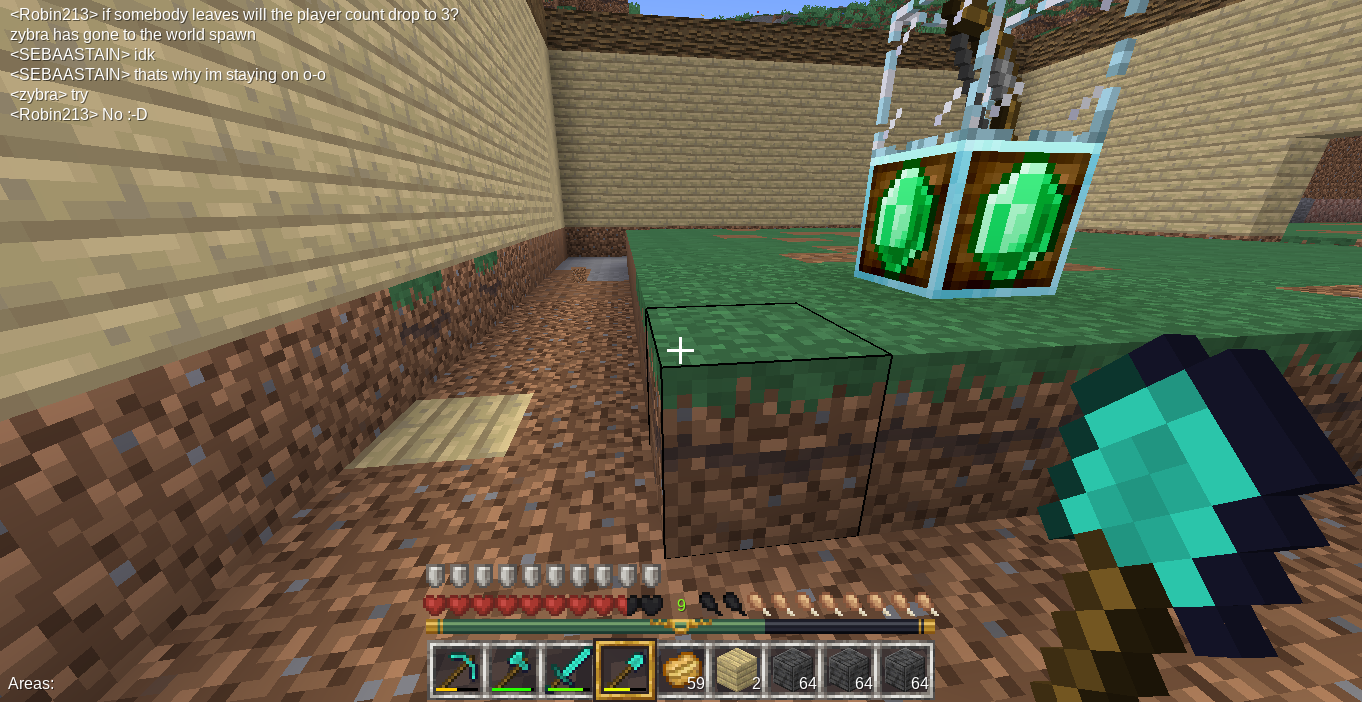 <Robin213> if somebody leaves will the player count drop to 3?
zybra has gone to the world spawn
<SEBAASTAIN> idk
<SEBAASTAIN> thats why im staying on o-o
<zybra> try
<Robin213> No :-D
9
59 2 64 64 64
Areas: